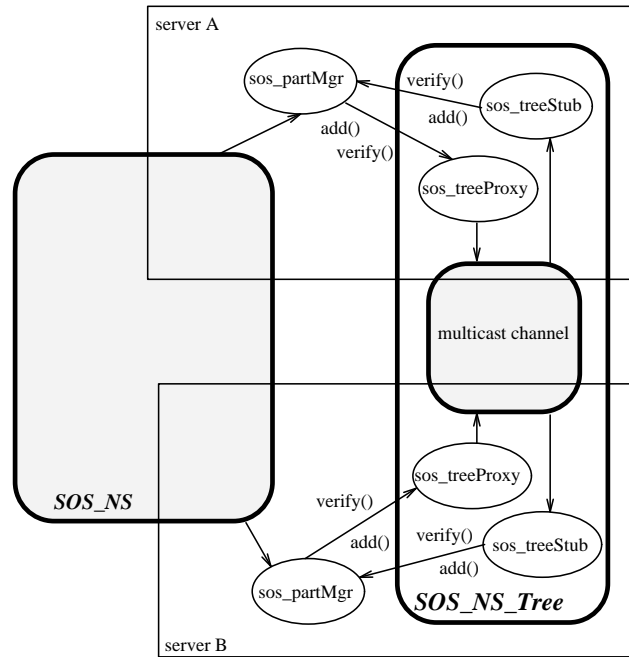 server A
sos_partMgr
verify()
sos_treeStub
add()
add()
verify()
sos_treeProxy
multicast channel
sos_treeProxy
SOS_NS
verify()
verify()
add()
sos_treeStub
add()
sos_partMgr
SOS_NS_Tree
server B